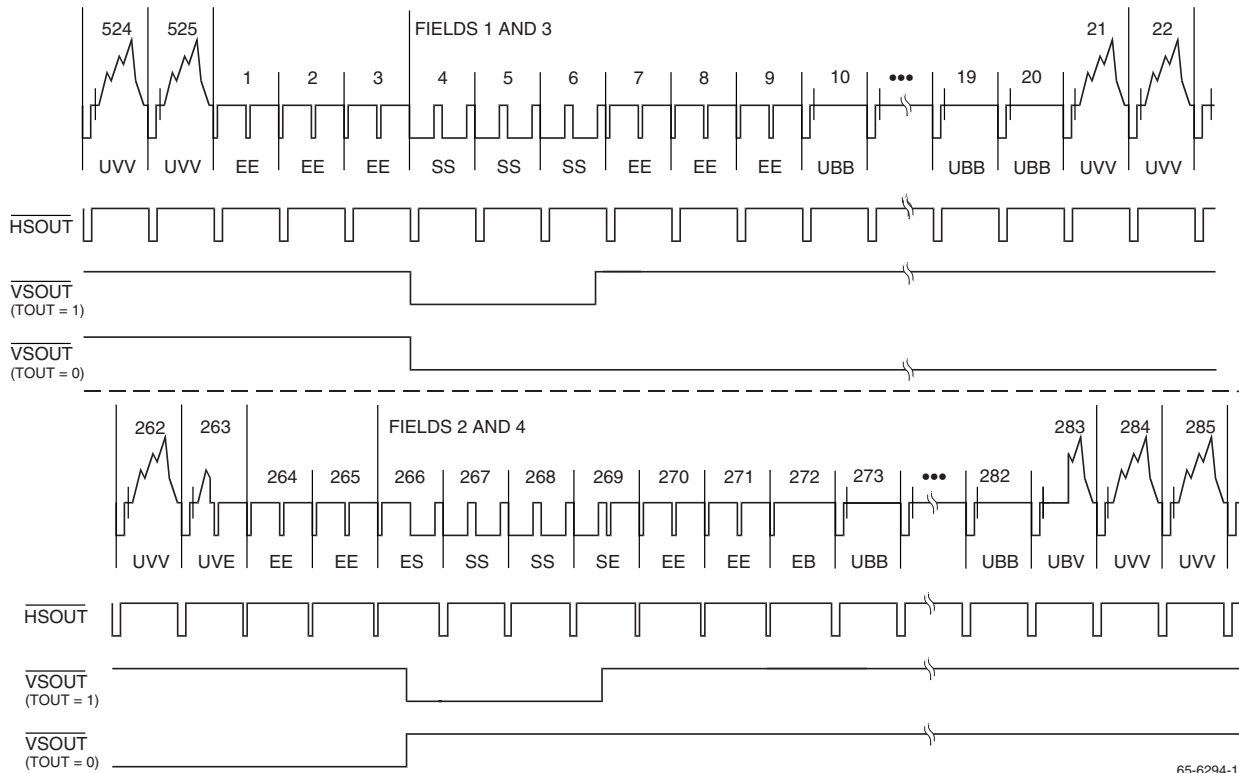 524 525 FIELDS 1 AND 3 21 22
1 2 3 4 5 6 7 8 9 10 ••• 19 20
UVV UVV EE EE EE SS SS SS EE EE EE UBB UBB UBB UVV UVV
HSOUT
VSOUT
(TOUT = 1)
VSOUT
(TOUT = 0)
262 263 FIELDS 2 AND 4 283 284 285
264 265 266 267 268 269 270 271 272 273 ••• 282
UVV UVE EE EE ES SS SS SE EE EE EB UBB UBB UBV UVV UVV
HSOUT
VSOUT
(TOUT = 1)
VSOUT
(TOUT = 0)
65-6294-1